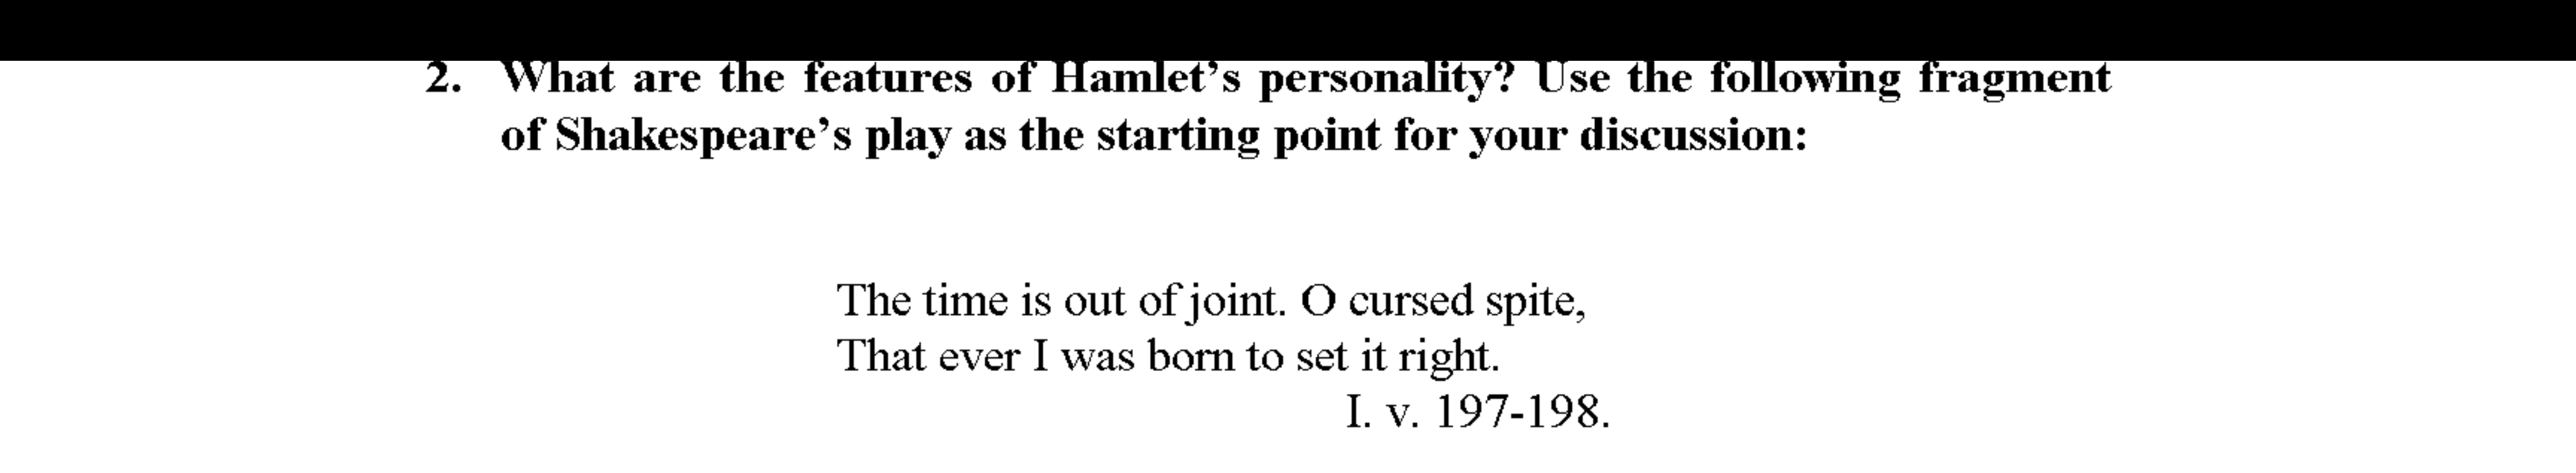 2. What are the features of Hamlet's personality? Use the following fragment
of Shakespeare's play as the starting point for your discussion:
The time is out of joint. O cursed spite,
That ever I was born to set it right.
I. v. 197-198.